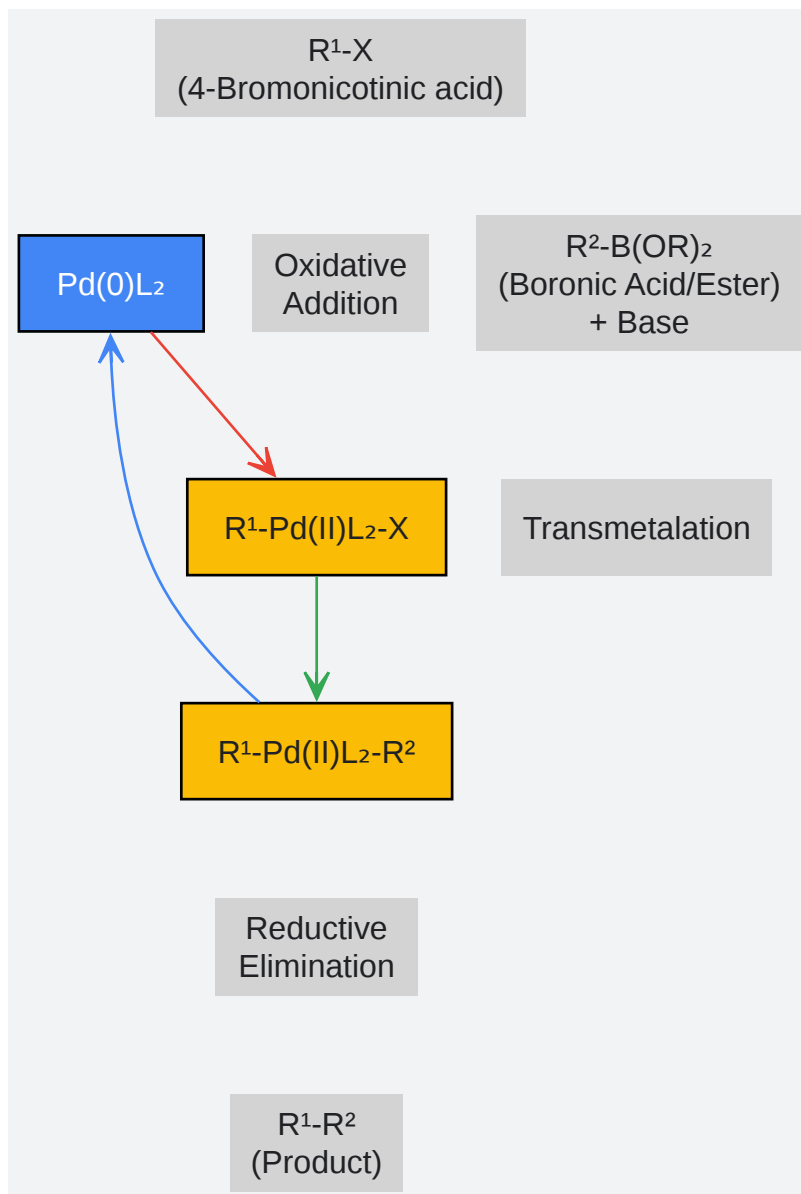 R¹-X
(4-Bromonicotinic acid)
Pd(0)L₂
Oxidative
Addition
R²-B(OR)₂
(Boronic Acid/Ester)
+ Base
R¹-Pd(II)L₂-X
Transmetalation
R¹-Pd(II)L₂-R²
Reductive
Elimination
R¹-R²
(Product)